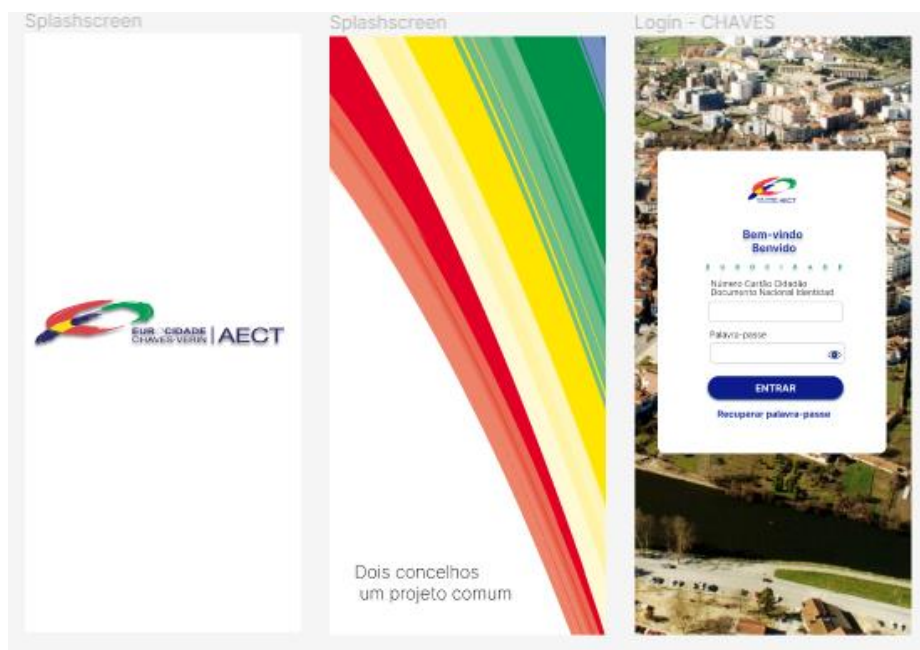 Splashscreen
EUROCIDADE
CHAVES-VERIN | AECT
Splashscreen
Dois concelhos
um projeto comum
Login - CHAVES
AECT
Bem-vindo
Benvido
E U R O C I D A D E
Número Cartão Cidadão
Documento Nacional Identidad
Palavra-passe
ENTRAR
Recuperar palavra-passe